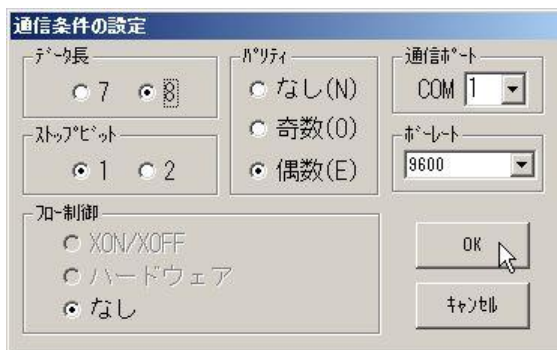 通信条件の設定
ﾃﾞｰﾀ長
7 8
ｽﾄｯﾌﾟﾋﾞｯﾄ
1 2
ﾊﾟﾘﾃｨ
なし(N)
奇数(O)
偶数(E)
通信ﾎﾟｰﾄ
COM 1
ﾎﾞｰﾚｰﾄ
9600
ﾌﾛｰ制御
XON/XOFF
ハードウェア
なし
OK
ｷｬﾝｾﾙ